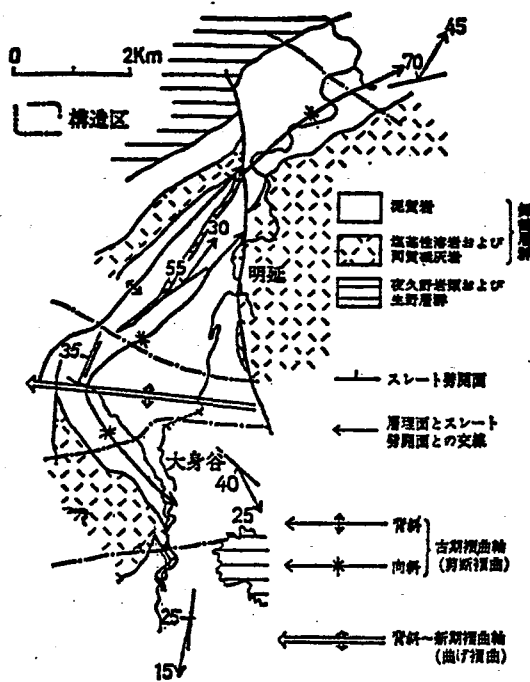 45
0 2Km
70
構造区
30
泥質岩
塩基性溶岩および
同質凝灰岩
55
明延
夜久野岩類および
生野層群
35
スレート劈開面
層理面とスレート
劈開面との交線
大身谷
40
25
背斜
古期褶曲軸
(剪断褶曲)
向斜
25
背斜~新期褶曲軸
(曲げ褶曲)
15